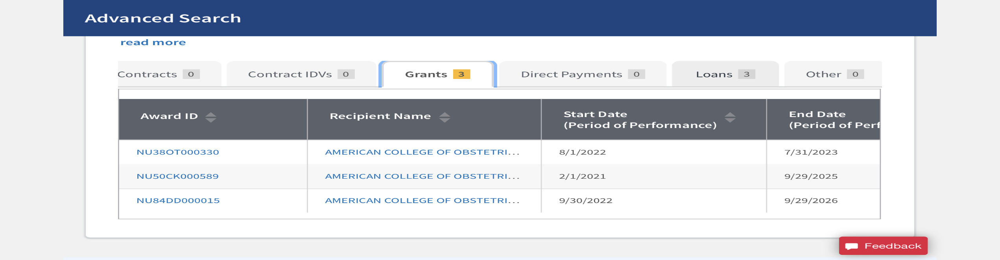 Advanced Search
read more
Contracts 0 Contract IDVs 0 Grants 3 Direct Payments 0 Loans 3 Other 0
Award ID Recipient Name Start Date (Period of Performance) End Date (Period of Perf
NU38OT000330 AMERICAN COLLEGE OF OBSTETRI... 8/1/2022 7/31/2023
NU50CK000589 AMERICAN COLLEGE OF OBSTETRI... 2/1/2021 9/29/2025
NU84DD000015 AMERICAN COLLEGE OF OBSTETRI... 9/30/2022 9/29/2026
Feedback